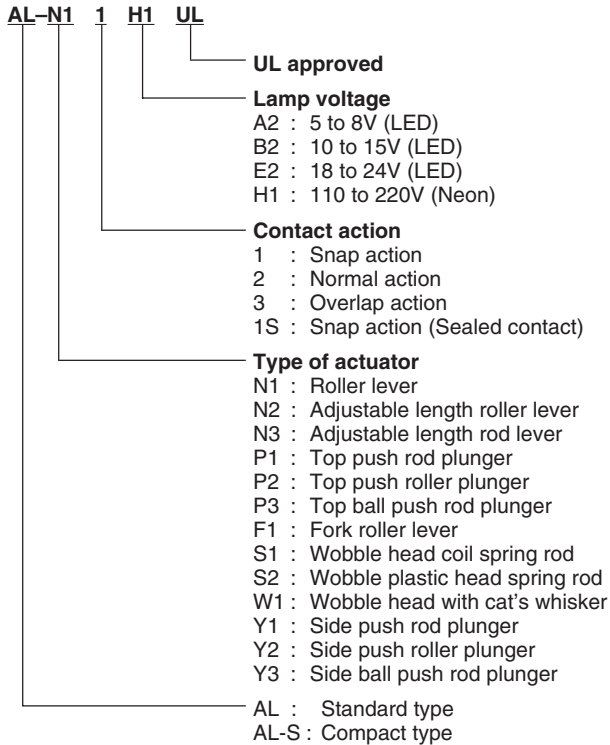 AL–N1 1 H1 UL
UL approved
Lamp voltage
A2 : 5 to 8V (LED)
B2 : 10 to 15V (LED)
E2 : 18 to 24V (LED)
H1 : 110 to 220V (Neon)
Contact action
1 : Snap action
2 : Normal action
3 : Overlap action
1S : Snap action (Sealed contact)
Type of actuator
N1 : Roller lever
N2 : Adjustable length roller lever
N3 : Adjustable length rod lever
P1 : Top push rod plunger
P2 : Top push roller plunger
P3 : Top ball push rod plunger
F1 : Fork roller lever
S1 : Wobble head coil spring rod
S2 : Wobble plastic head spring rod
W1 : Wobble head with cat's whisker
Y1 : Side push rod plunger
Y2 : Side push roller plunger
Y3 : Side ball push rod plunger
AL : Standard type
AL-S : Compact type